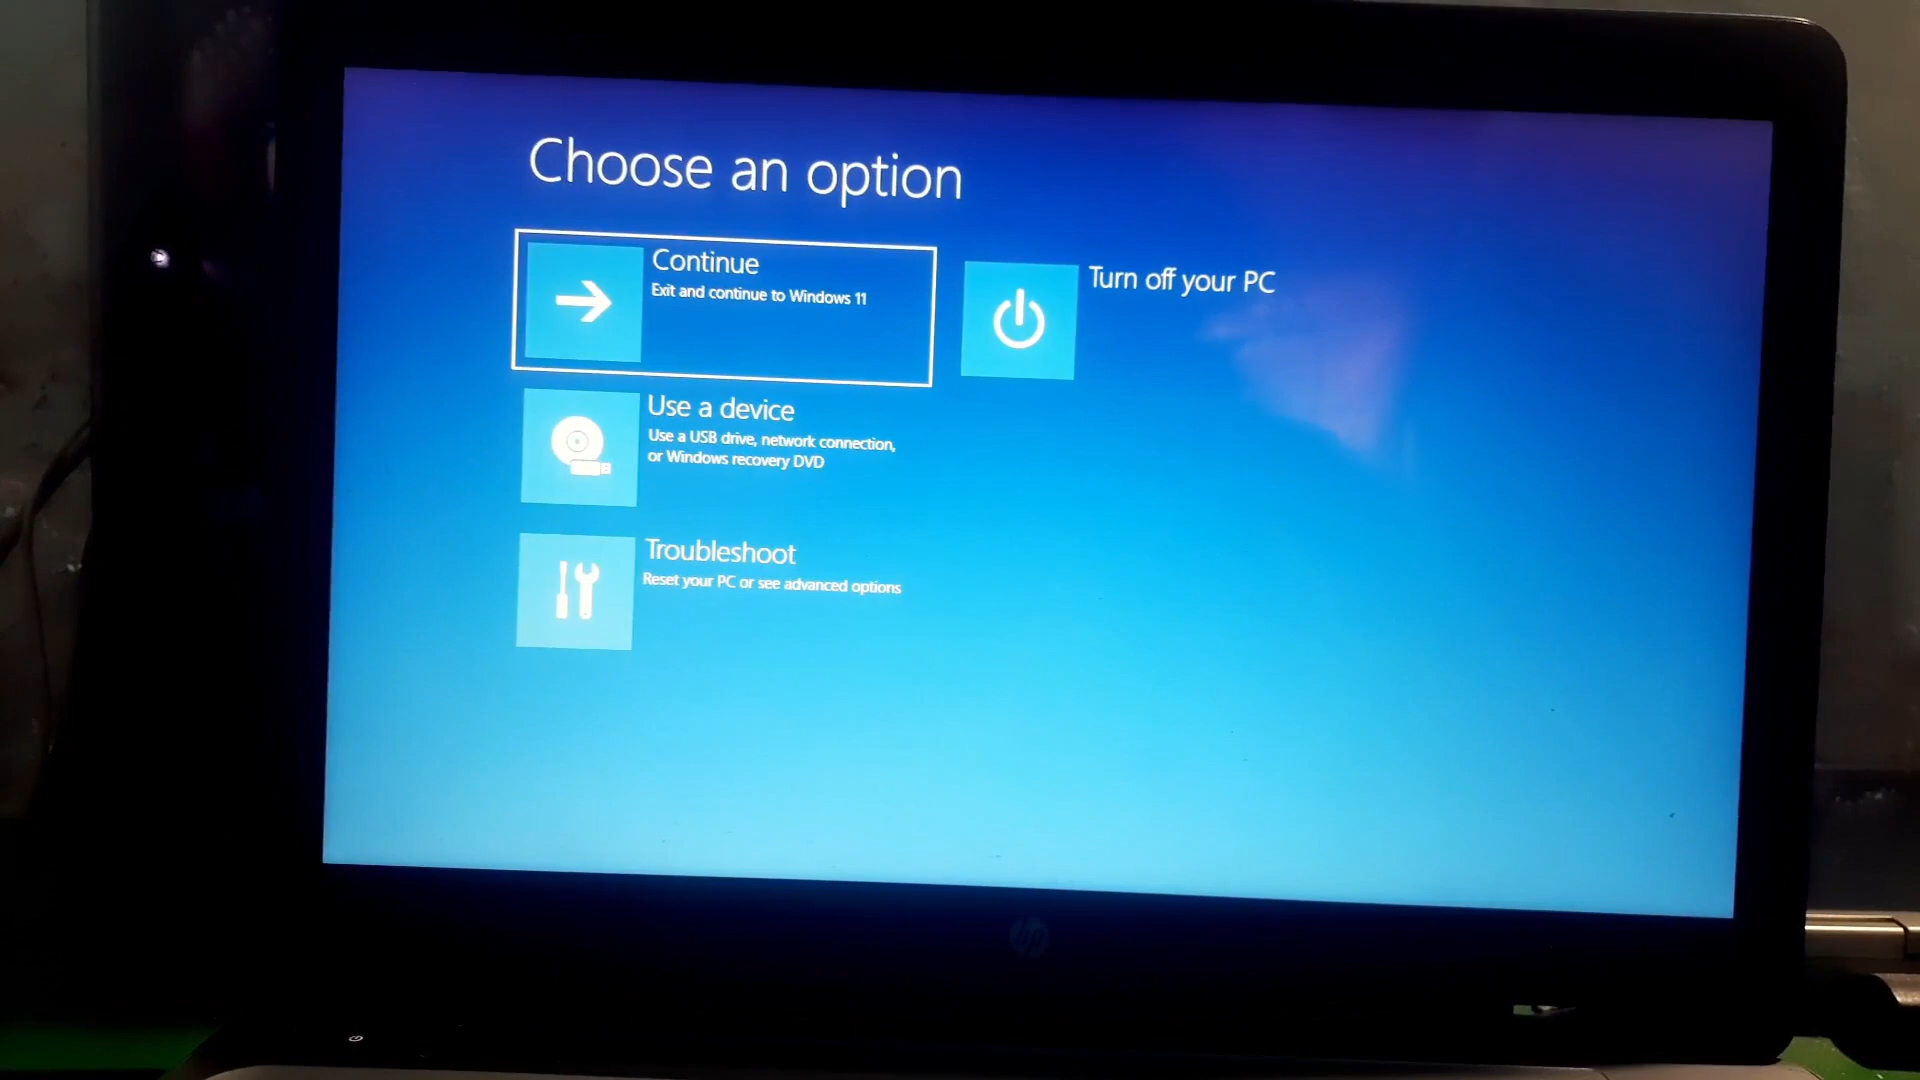 Choose an option
Continue
Exit and continue to Windows 11
Turn off your PC
Use a device
Use a USB drive, network connection,
or Windows recovery DVD
Troubleshoot
Reset your PC or see advanced options
hp